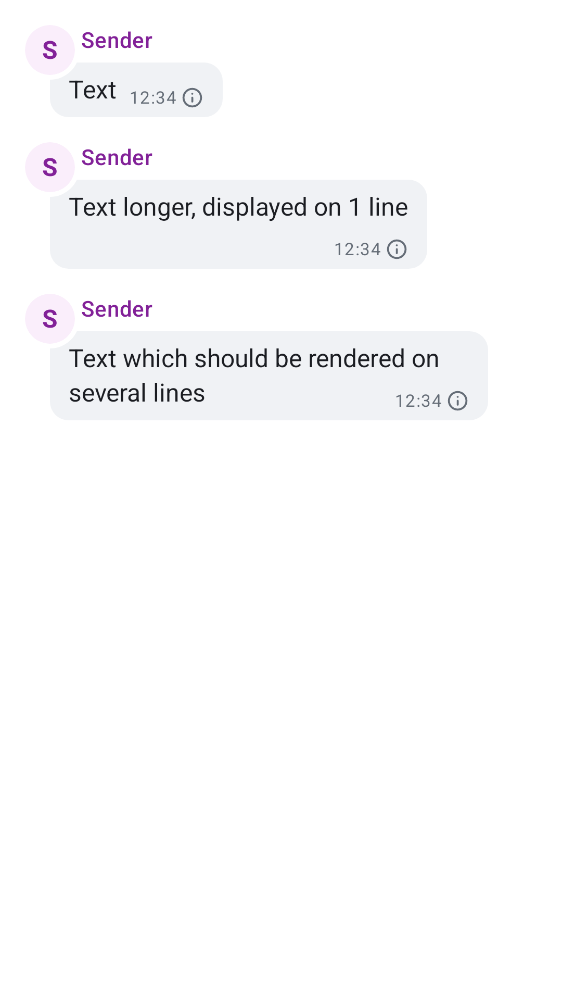 S Sender
Text 12:34
S Sender
Text longer, displayed on 1 line
12:34
S Sender
Text which should be rendered on
several lines 12:34